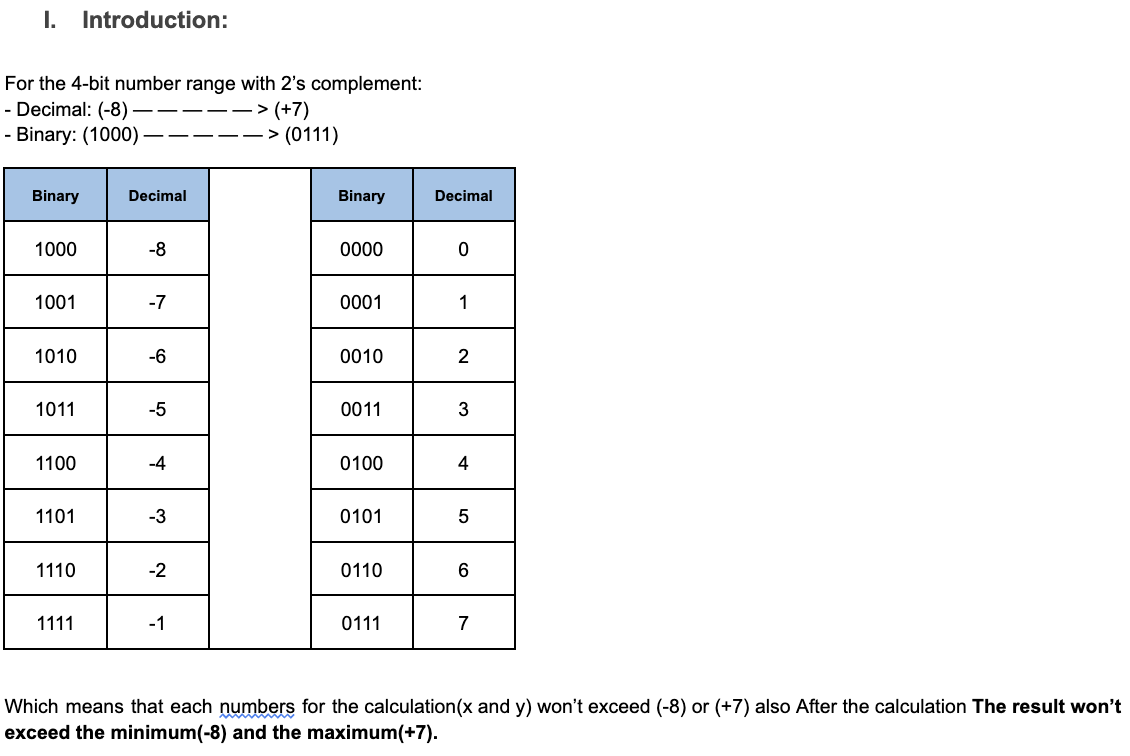 I. Introduction:
For the 4-bit number range with 2’s complement:
- Decimal: (-8) — — — — — > (+7)
- Binary: (1000) — — — — — > (0111)
Binary Decimal Binary Decimal
1000 -8 0000 0
1001 -7 0001 1
1010 -6 0010 2
1011 -5 0011 3
1100 -4 0100 4
1101 -3 0101 5
1110 -2 0110 6
1111 -1 0111 7
Which means that each numbers for the calculation(x and y) won’t exceed (-8) or (+7) also After the calculation The result won’t
exceed the minimum(-8) and the maximum(+7).